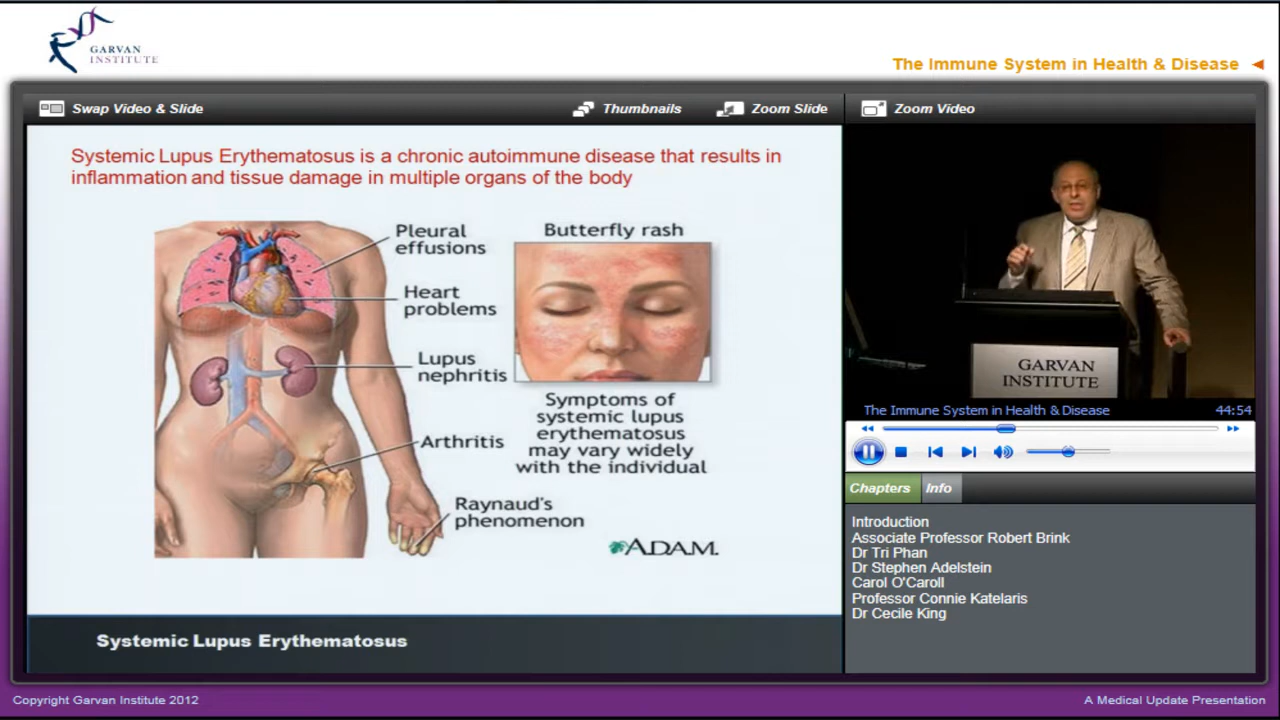 GARVAN
INSTITUTE
The Immune System in Health & Disease
Swap Video & Slide
Thumbnails
Zoom Slide
Zoom Video
Systemic Lupus Erythematosus is a chronic autoimmune disease that results in
inflammation and tissue damage in multiple organs of the body
Pleural
effusions
Heart
problems
Lupus
nephritis
Arthritis
Raynaud's
phenomenon
Butterfly rash
Symptoms of
systemic lupus
erythematosus
may vary widely
with the individual
ADAM.
Systemic Lupus Erythematosus
GARVAN
INSTITUTE
The Immune System in Health & Disease
44:54
Chapters
Info
Introduction
Associate Professor Robert Brink
Dr Tri Phan
Dr Stephen Adelstein
Carol O'Caroll
Professor Connie Katelaris
Dr Cecile King
Copyright Garvan Institute 2012
A Medical Update Presentation